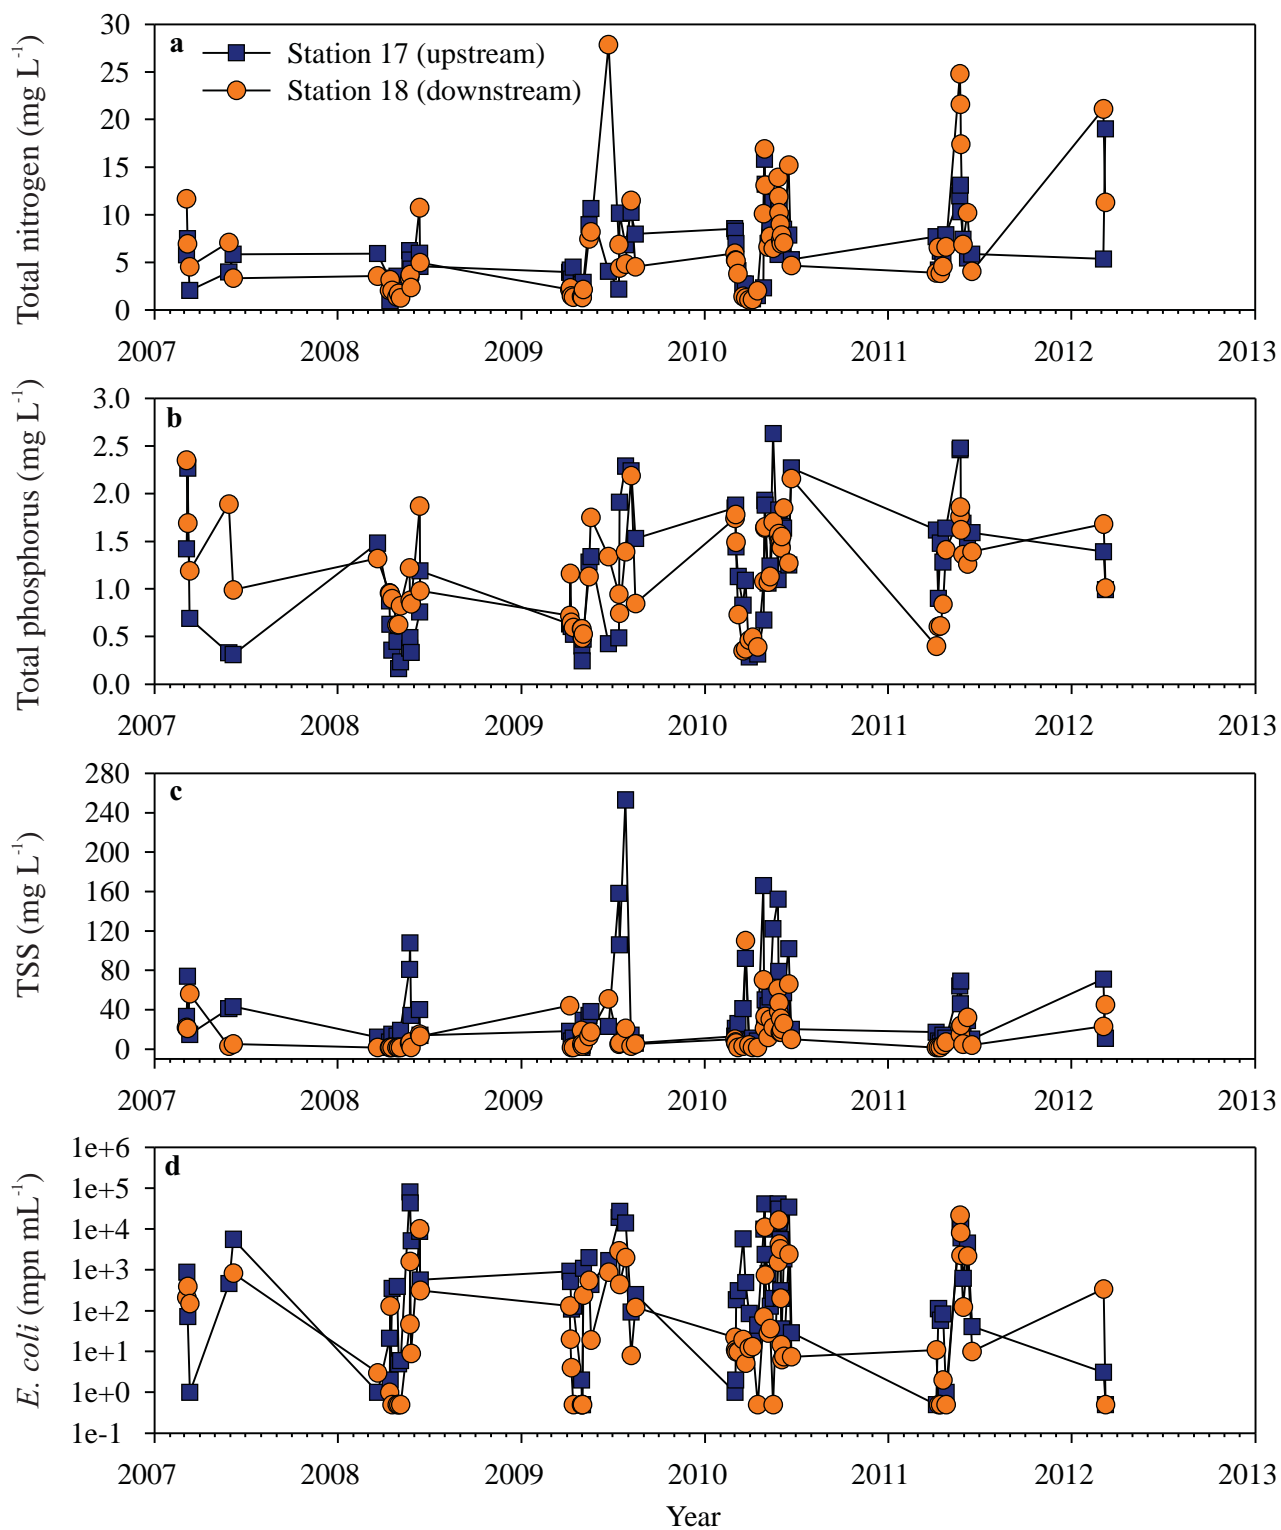 Total nitrogen (mg L⁻¹)
a
Station 17 (upstream)
Station 18 (downstream)
30
25
20
15
10
5
0
2007 2008 2009 2010 2011 2012 2013
Total phosphorus (mg L⁻¹)
b
3.0
2.5
2.0
1.5
1.0
0.5
0.0
2007 2008 2009 2010 2011 2012 2013
TSS (mg L⁻¹)
c
280
240
200
160
120
80
40
0
2007 2008 2009 2010 2011 2012 2013
E. coli (mpn mL⁻¹)
d
1e+6
1e+5
1e+4
1e+3
1e+2
1e+1
1e+0
1e-1
2007 2008 2009 2010 2011 2012 2013
Year